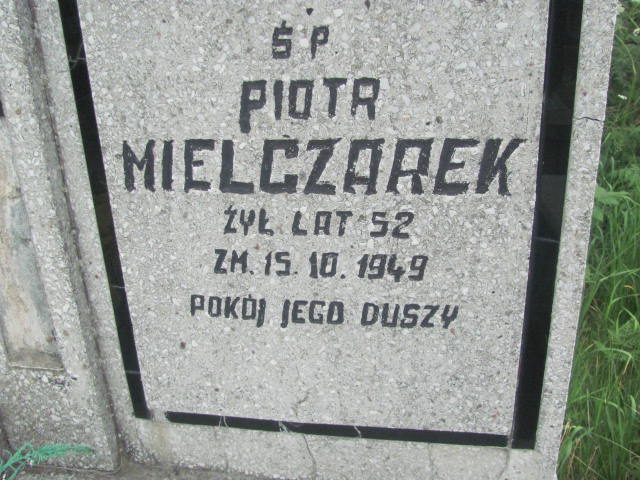 ŚP
PIOTR
MIELCZAREK
ŻYŁ LAT 52
ZM. 15. 10. 1949
POKÓJ JEGO DUSZY